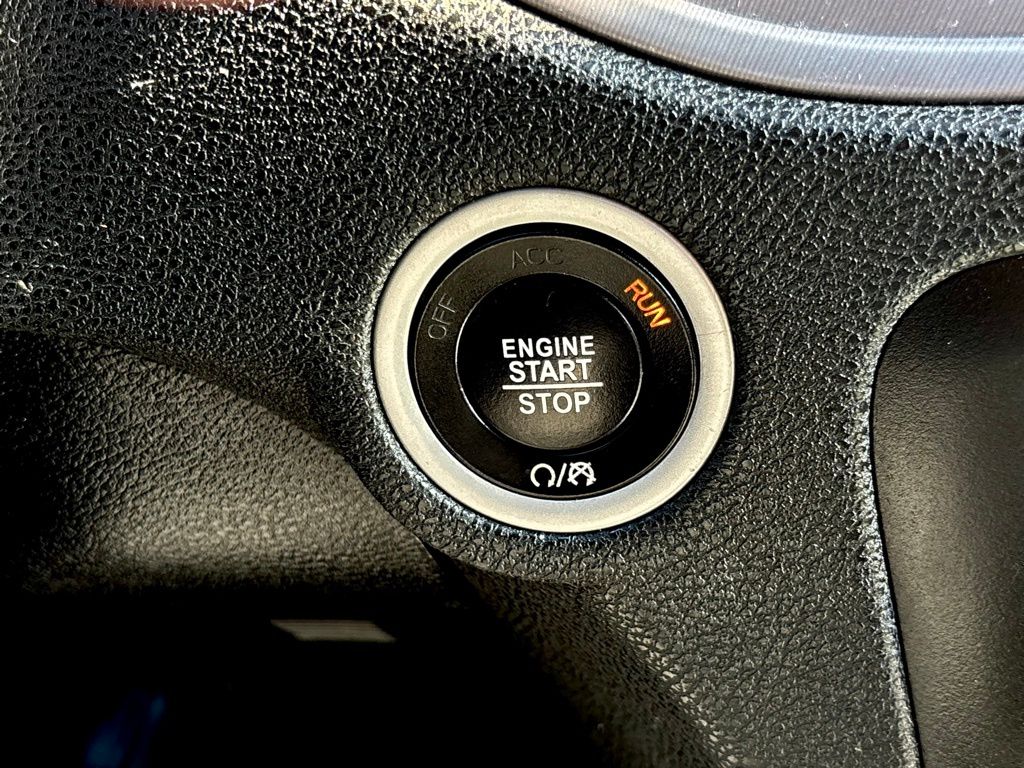 OFF
ACC
RUN
ENGINE
START
STOP